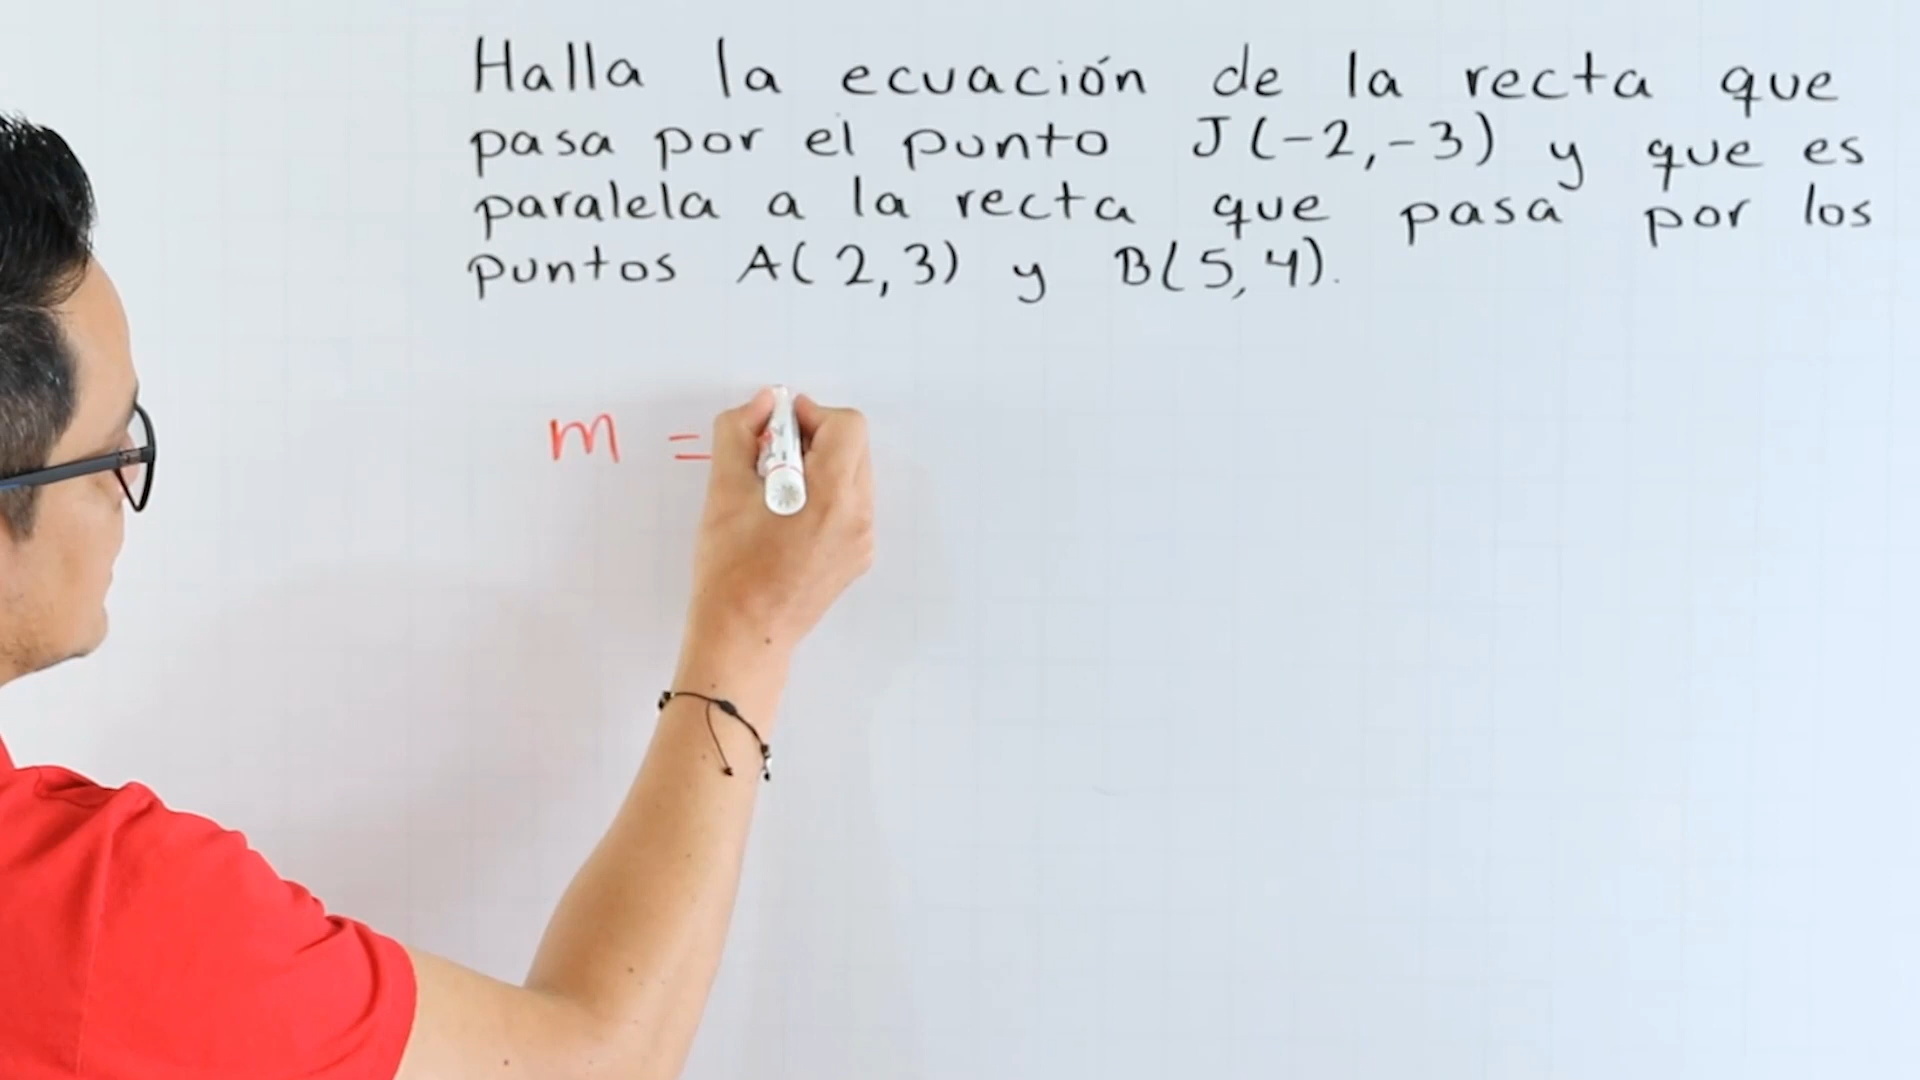 Halla la ecuación de la recta que
pasa por el punto J(-2,-3) y que es
paralela a la recta que pasa por los
puntos A(2,3) y B(5,4).
m =